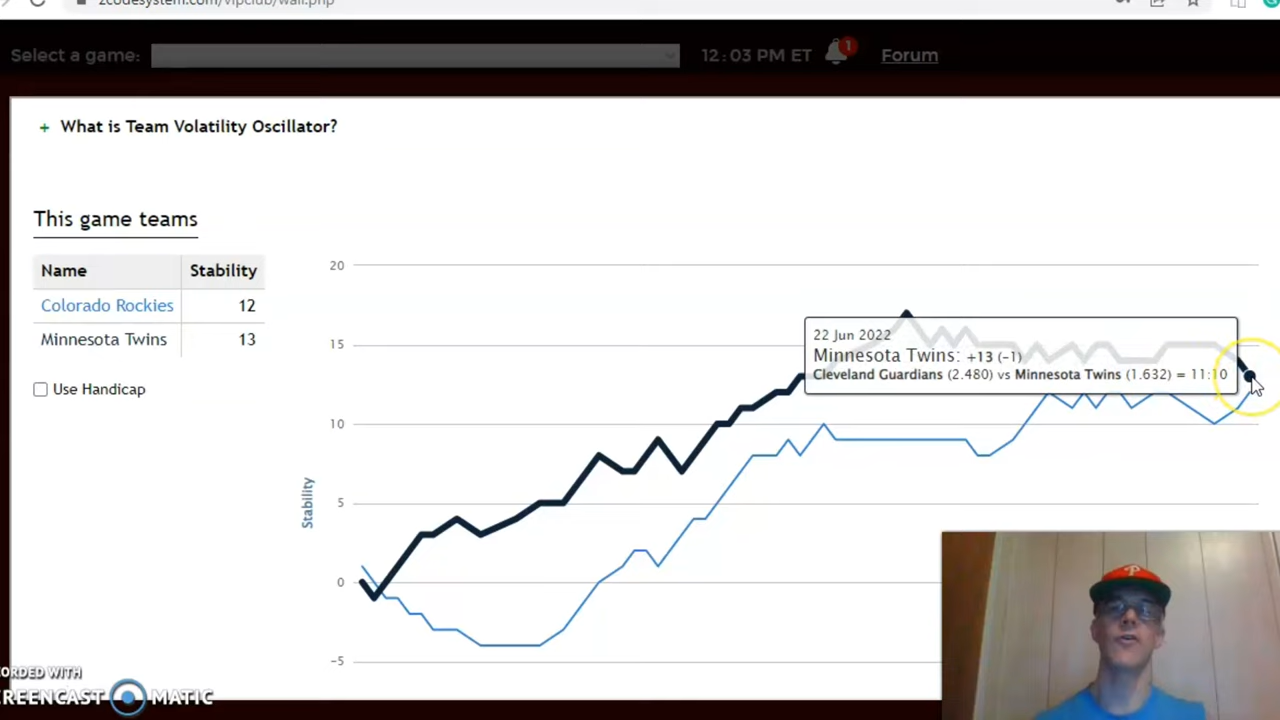 zcodesystem.com/vipclub/wall.php
Select a game:
12:03 PM ET
1
Forum
+ What is Team Volatility Oscillator?
This game teams
Name Stability
Colorado Rockies 12
Minnesota Twins 13
Use Handicap
20
15
10
5
0
-5
Stability
22 Jun 2022
Minnesota Twins: +13 (-1)
Cleveland Guardians (2.480) vs Minnesota Twins (1.632) = 11:10
P
CORDED WITH
CREENCAST MATIC